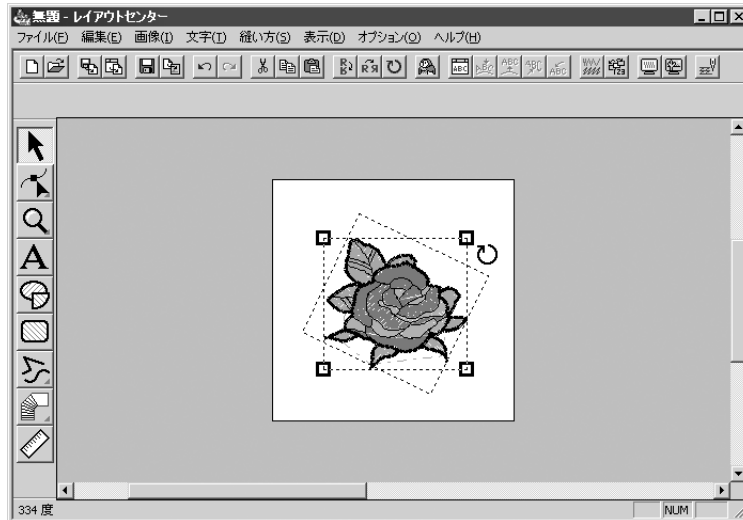 無題 - レイアウトセンター
ファイル(F) 編集(E) 画像(I) 文字(T) 縫い方(S) 表示(D) オプション(O) ヘルプ(H)
A
334 度 NUM